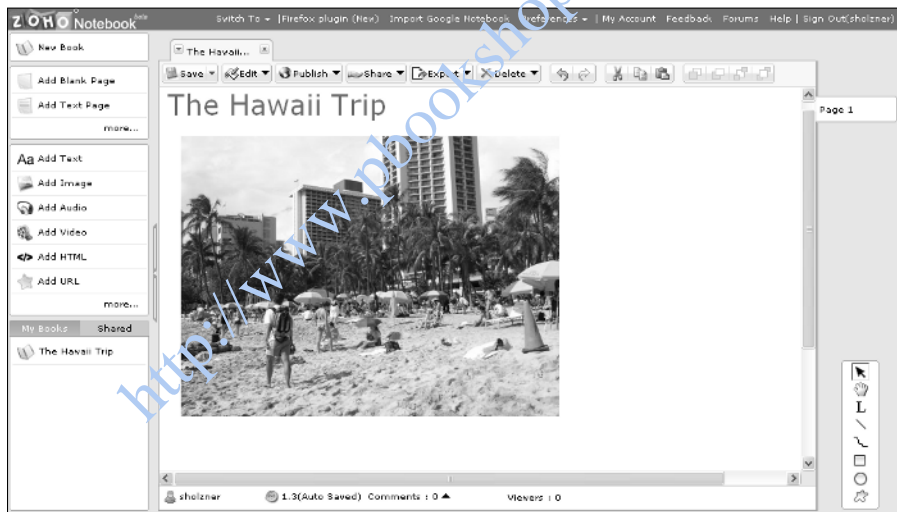 ZOHO Notebook beta
Switch To | Firefox plugin (New) Import Google Notebook Preferences | My Account Feedback Forums Help | Sign Out(sholzner)
New Book
Add Blank Page
Add Text Page
more...
Aa Add Text
Add Image
Add Audio
Add Video
</> Add HTML
Add URL
more...
My Books Shared
The Hawaii Trip
The Hawaii...
Save Edit Publish Share Export Delete
The Hawaii Trip
Page 1
L
sholzner 1.3(Auto Saved) Comments : 0 Viewers : 0
http://www.pbookshop